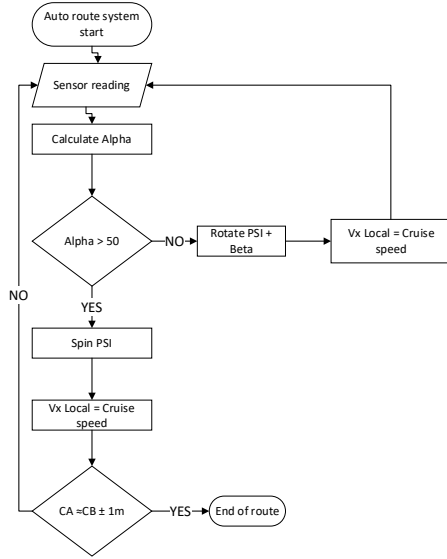 Auto route system
start
Sensor reading
Calculate Alpha
Alpha > 50
NO
Rotate PSI +
Beta
Vx Local = Cruise
speed
NO
YES
Spin PSI
Vx Local = Cruise
speed
CA ≈CB ± 1m
YES
End of route